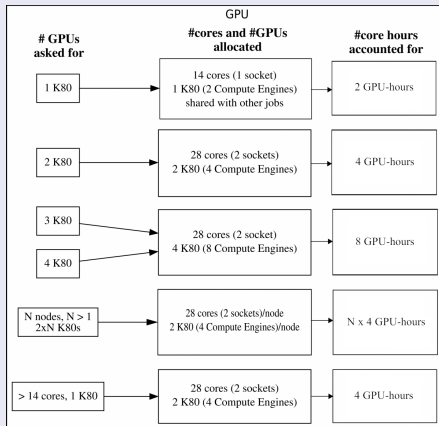 GPU
# GPUs
asked for
#cores and #GPUs
allocated
#core hours
accounted for
1 K80
14 cores (1 socket)
1 K80 (2 Compute Engines)
shared with other jobs
2 GPU-hours
2 K80
28 cores (2 sockets)
2 K80 (4 Compute Engines)
4 GPU-hours
3 K80
4 K80
28 cores (2 socket)
4 K80 (8 Compute Engines)
8 GPU-hours
N nodes, N > 1
2xN K80s
28 cores (2 sockets)/node
2 K80 (4 Compute Engines)/node
N x 4 GPU-hours
> 14 cores, 1 K80
28 cores (2 sockets)
2 K80 (4 Compute Engines)
4 GPU-hours